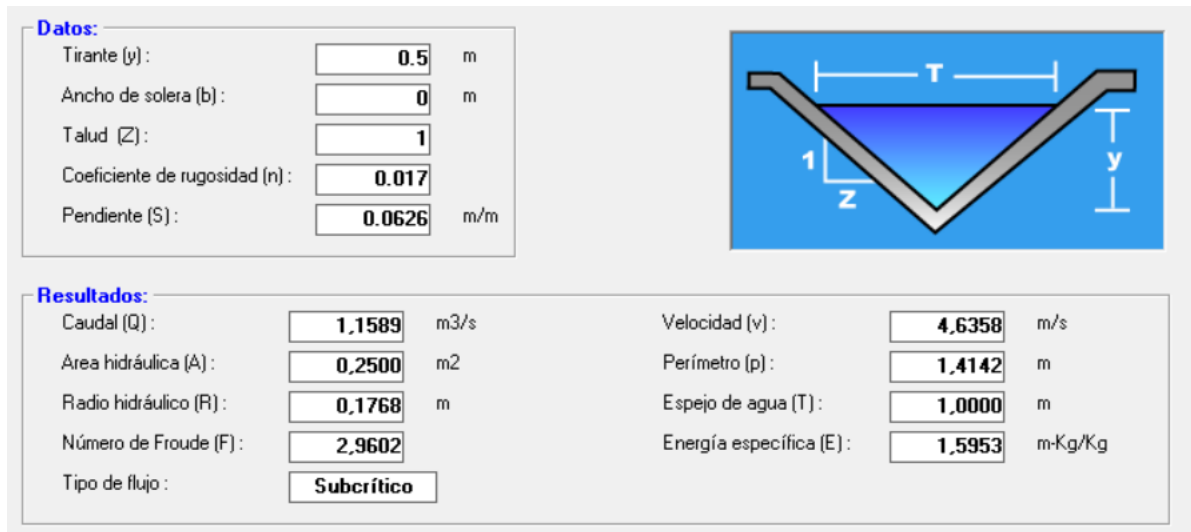 Datos:
Tirante (y) : 0.5 m
Ancho de solera (b) : 0 m
Talud (Z) : 1
Coeficiente de rugosidad (n) : 0.017
Pendiente (S) : 0.0626 m/m
T
1
Z
y
Resultados:
Caudal (Q) : 1,1589 m3/s Velocidad (v) : 4,6358 m/s
Area hidráulica (A) : 0,2500 m2 Perímetro (p) : 1,4142 m
Radio hidráulico (R) : 0,1768 m Espejo de agua (T) : 1,0000 m
Número de Froude (F) : 2,9602 Energía específica (E) : 1,5953 m-Kg/Kg
Tipo de flujo : Subcrítico